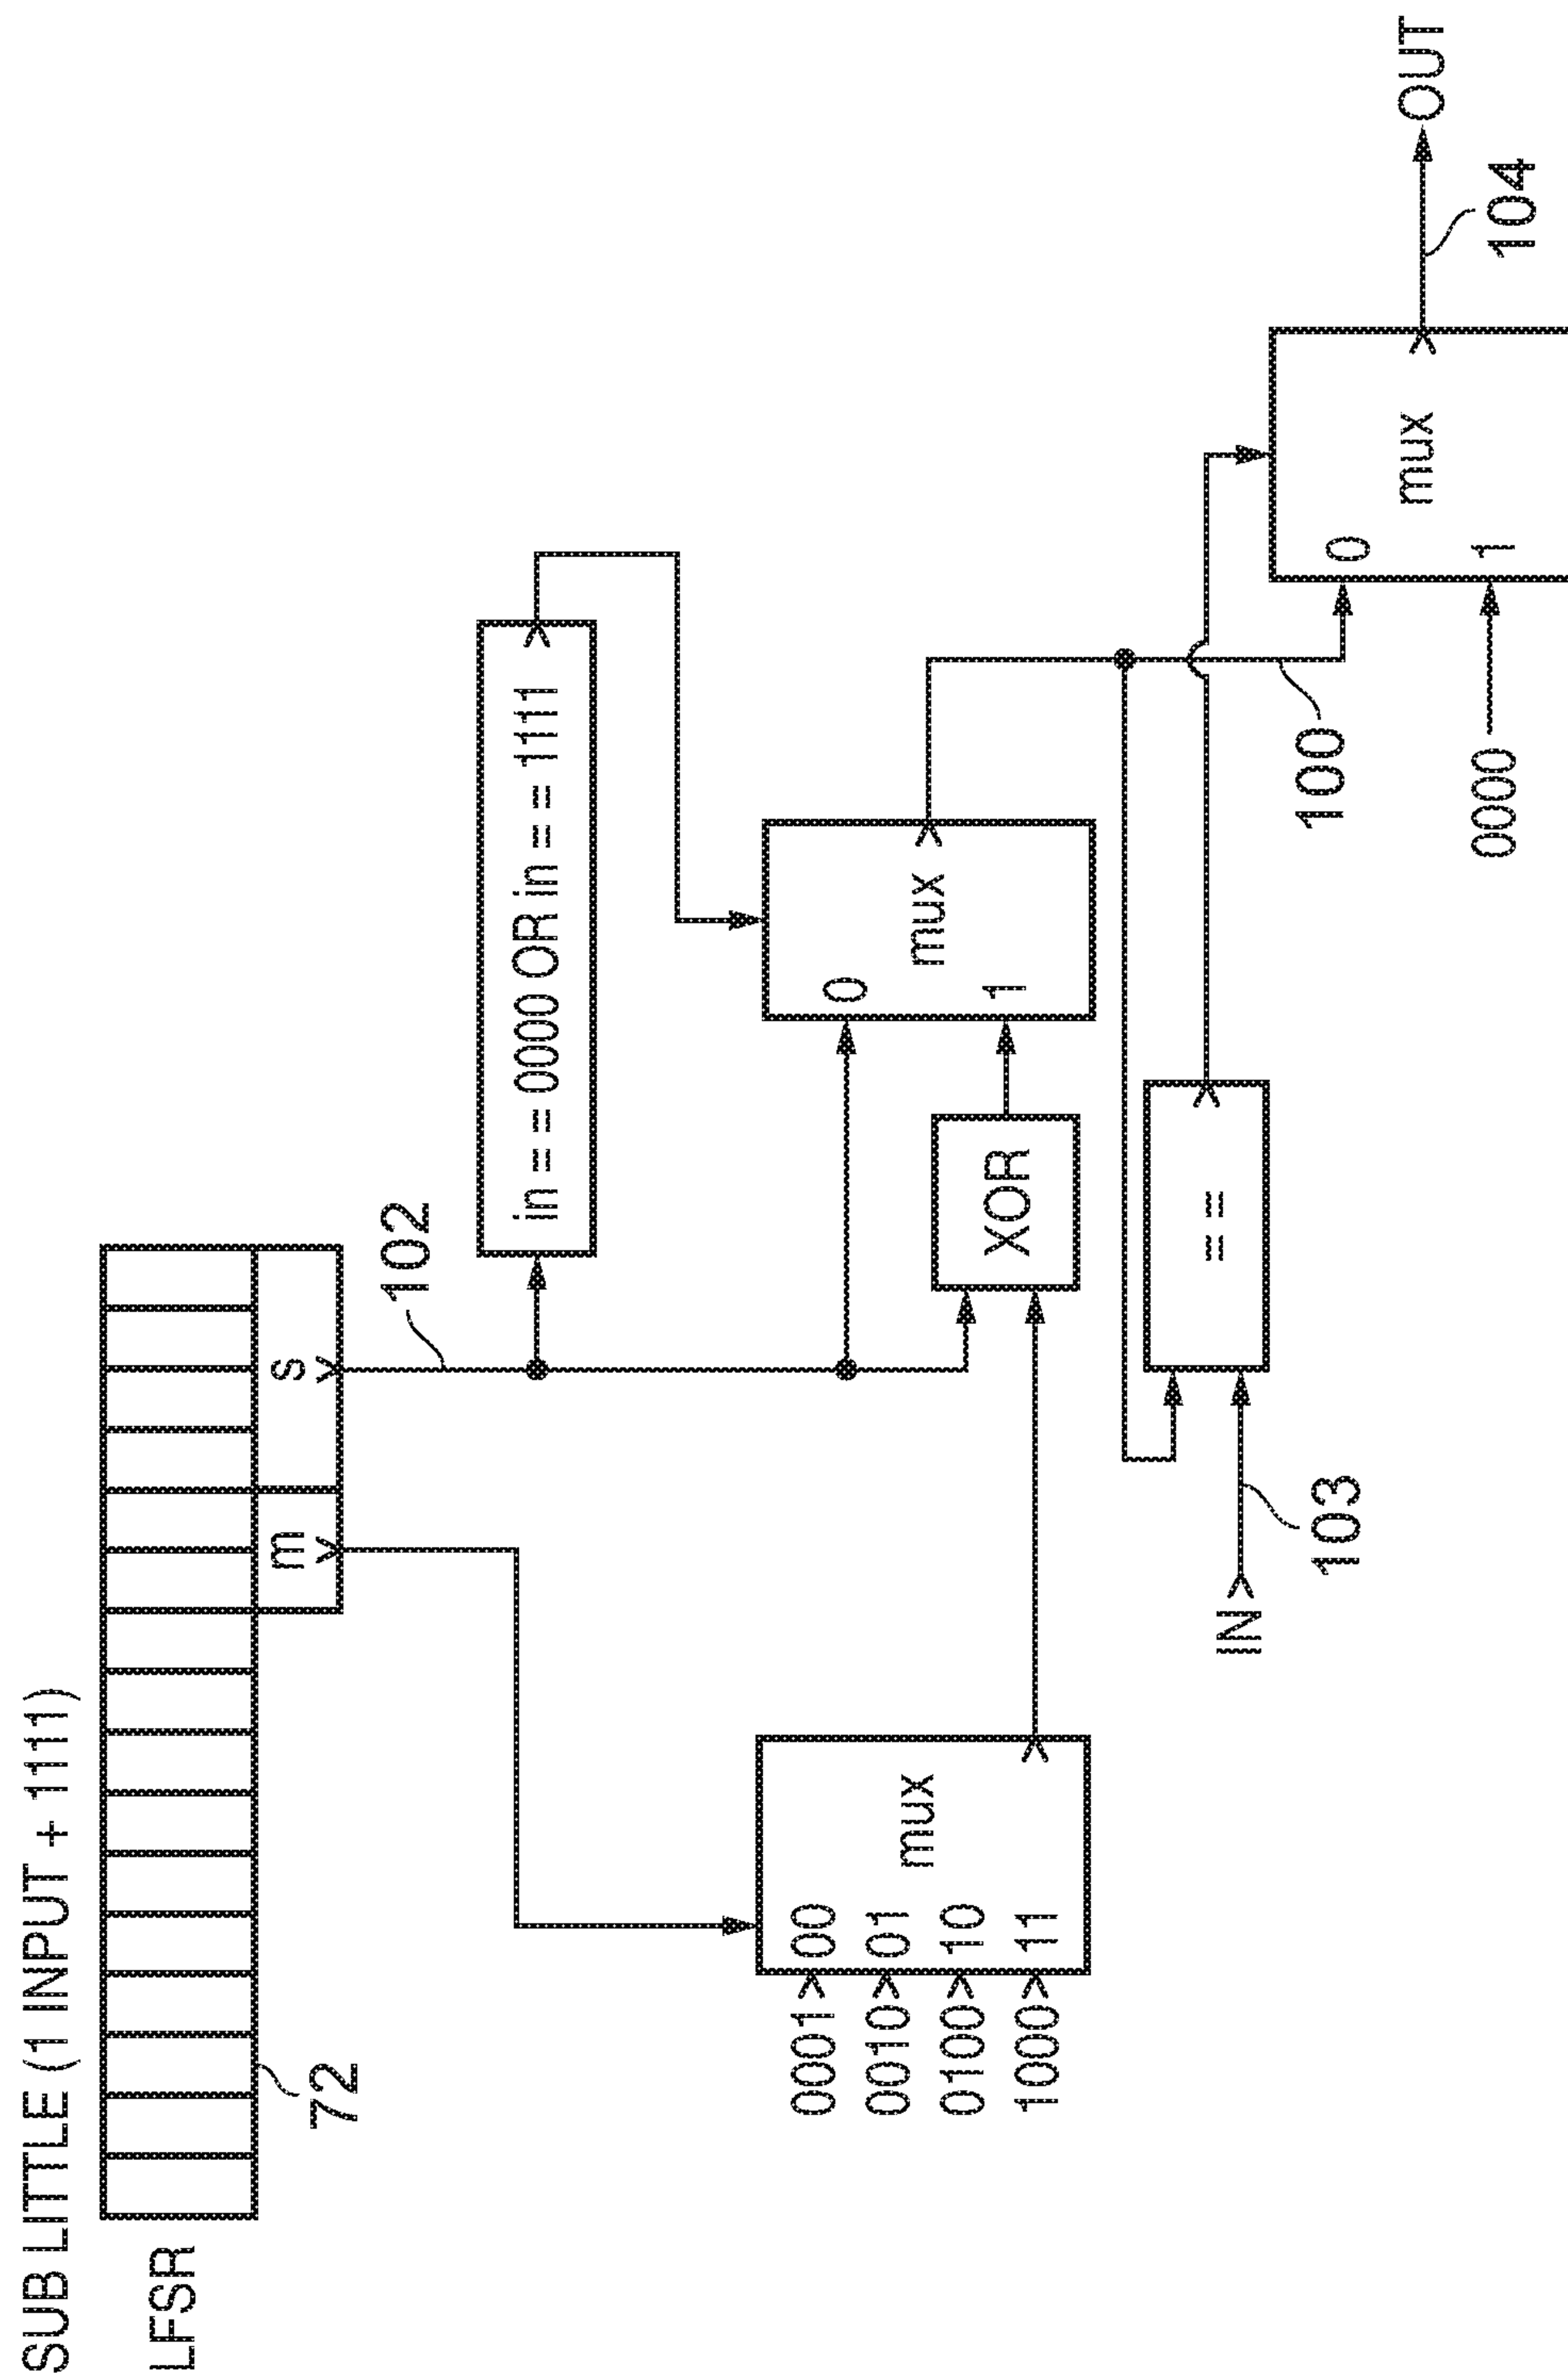 SUB LITTLE (1 INPUT + 1111)
LFSR
72
m
s
102
in = = 0000 OR in = = 1111
0001 00
0010 01
0100 10
1000 11
mux
XOR
0
1
mux
IN
103
= =
100
0000
0
1
mux
104
OUT